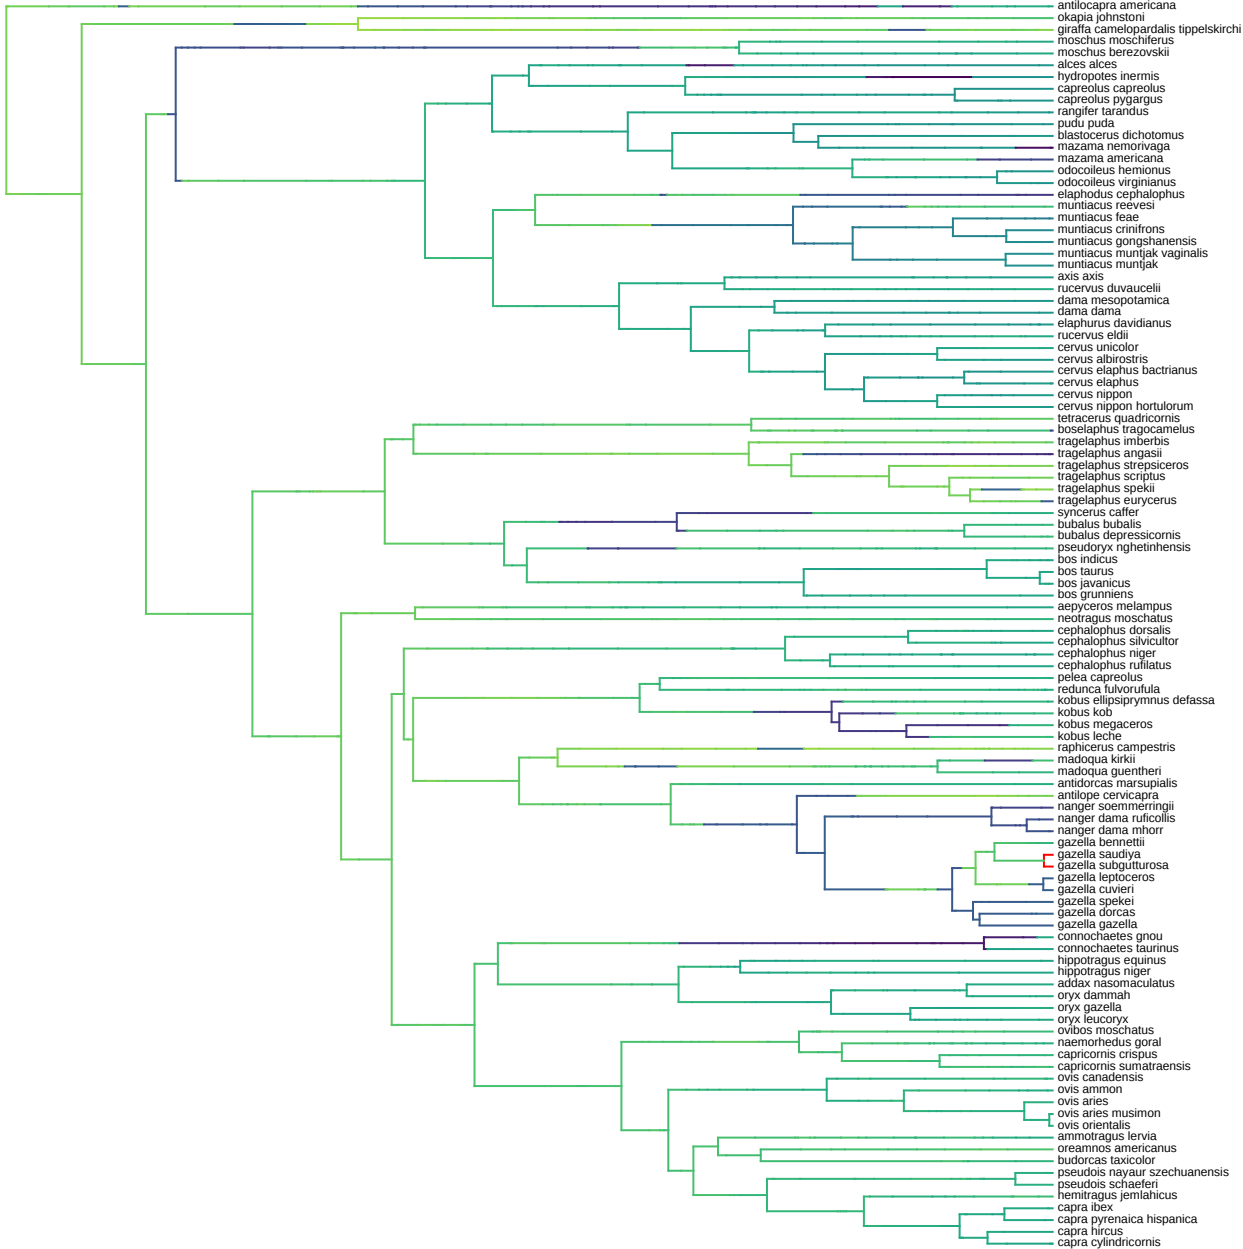 antilocapra americana
okapia johnstoni
giraffa camelopardalis tippelskirchi
moschus moschiferus
moschus berezovskii
alces alces
hydropotes inermis
capreolus capreolus
capreolus pygargus
rangifer tarandus
pudu puda
blastocerus dichotomus
mazama nemorivaga
mazama americana
odocoileus hemionus
odocoileus virginianus
elaphodus cephalophus
muntiacus reevesi
muntiacus feae
muntiacus crinifrons
muntiacus gongshanensis
muntiacus muntjak vaginalis
muntiacus muntjak
axis axis
rucervus duvaucelii
dama mesopotamica
dama dama
elaphurus davidianus
rucervus eldii
cervus unicolor
cervus albirostris
cervus elaphus bactrianus
cervus elaphus
cervus nippon
cervus nippon hortulorum
tetracerus quadricornis
boselaphus tragocamelus
tragelaphus imberbis
tragelaphus angasii
tragelaphus strepsiceros
tragelaphus scriptus
tragelaphus spekii
tragelaphus eurycerus
syncerus caffer
bubalus bubalis
bubalus depressicornis
pseudoryx nghetinhensis
bos indicus
bos taurus
bos javanicus
bos grunniens
aepyceros melampus
neotragus moschatus
cephalophus dorsalis
cephalophus silvicultor
cephalophus niger
cephalophus rufilatus
pelea capreolus
redunca fulvorufula
kobus ellipsiprymnus defassa
kobus kob
kobus megaceros
kobus leche
raphicerus campestris
madoqua kirkii
madoqua guentheri
antidorcas marsupialis
antilope cervicapra
nanger soemmerringii
nanger dama ruficollis
nanger dama mhorr
gazella bennettii
gazella saudiya
gazella subgutturosa
gazella leptoceros
gazella cuvieri
gazella spekei
gazella dorcas
gazella gazella
connochaetes gnou
connochaetes taurinus
hippotragus equinus
hippotragus niger
addax nasomaculatus
oryx dammah
oryx gazella
oryx leucoryx
ovibos moschatus
naemorhedus goral
capricornis crispus
capricornis sumatraensis
ovis canadensis
ovis ammon
ovis aries
ovis aries musimon
ovis orientalis
ammotragus lervia
oreamnos americanus
budorcas taxicolor
pseudois nayaur szechuanensis
pseudois schaeferi
hemitragus jemlahicus
capra ibex
capra pyrenaica hispanica
capra hircus
capra cylindricornis